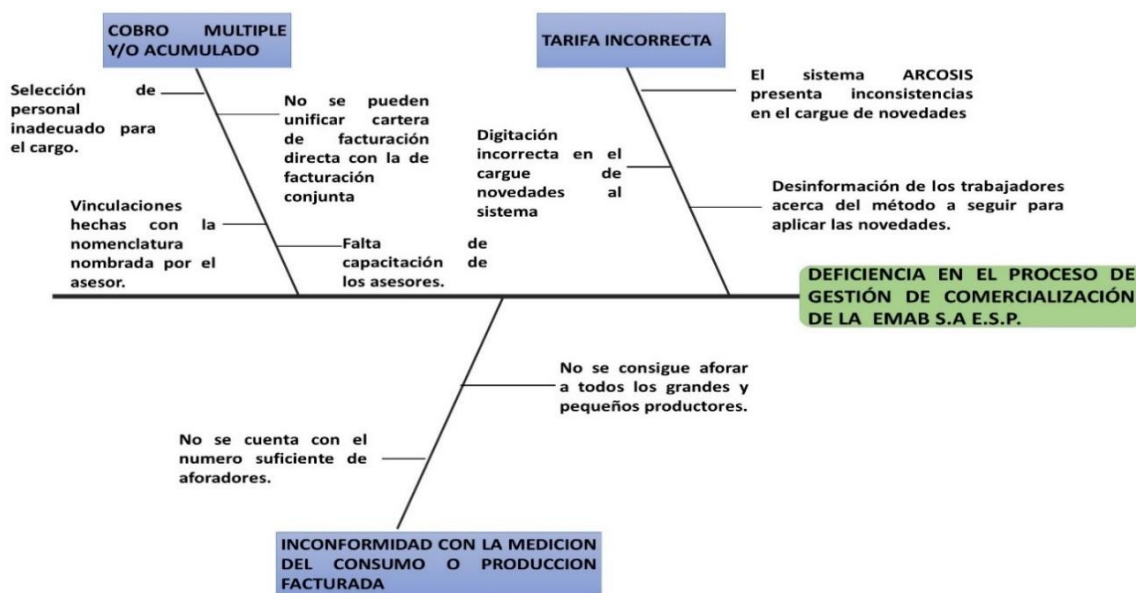 COBRO MULTIPLE
Y/O ACUMULADO
TARIFA INCORRECTA
Selección de
personal
inadecuado para
el cargo.
No se pueden
unificar cartera
de facturación
directa con la de
facturación
conjunta
Vinculaciones
hechas con la
nomenclatura
nombrada por el
asesor.
Falta de
capacitación de
los asesores.
El sistema ARCOSIS
presenta inconsistencias
en el cargue de novedades
Digitación
incorrecta en el
cargue de
novedades al
sistema
Desinformación de los trabajadores
acerca del método a seguir para
aplicar las novedades.
DEFICIENCIA EN EL PROCESO DE
GESTIÓN DE COMERCIALIZACIÓN
DE LA EMAB S.A E.S.P.
No se consigue aforar
a todos los grandes y
pequeños productores.
No se cuenta con el
numero suficiente de
aforadores.
INCONFORMIDAD CON LA MEDICION
DEL CONSUMO O PRODUCCION
FACTURADA